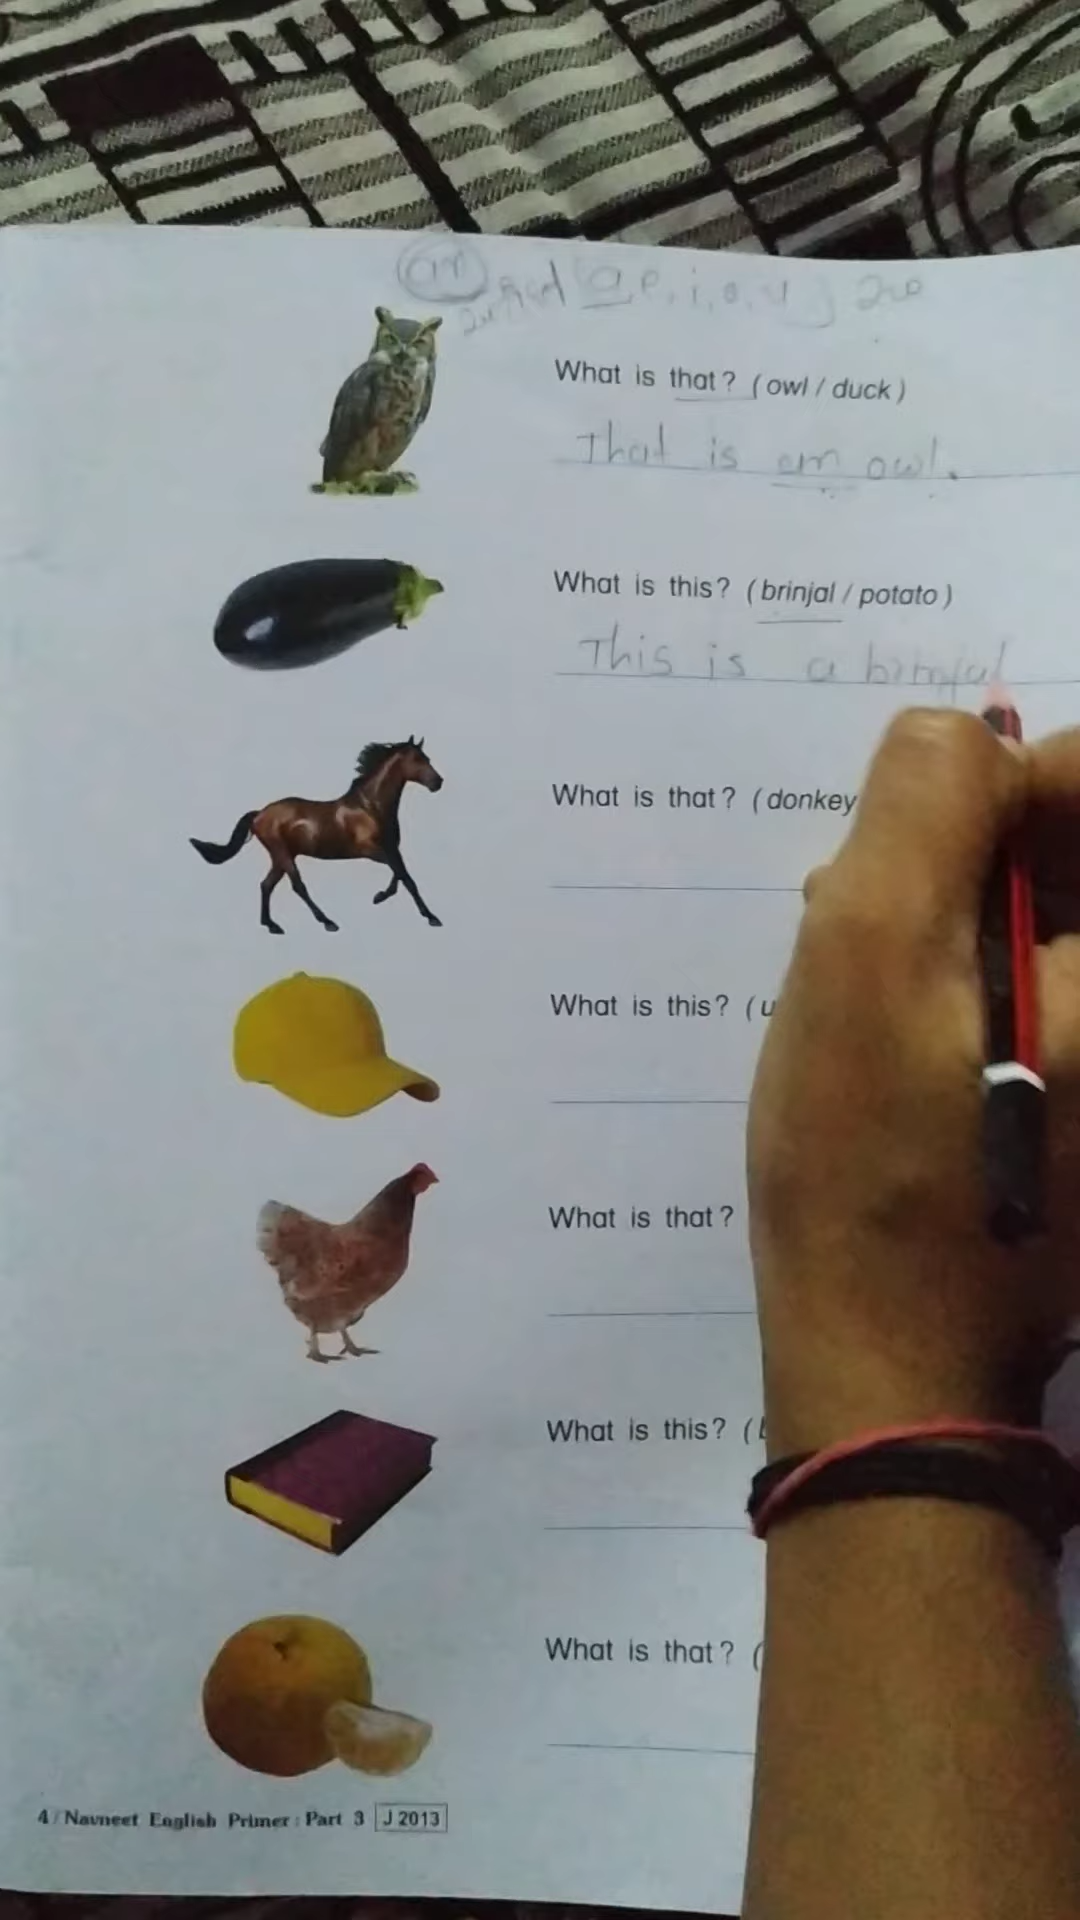 an a, e, i, o, u
What is that? (owl / duck)
That is an owl.
What is this? (brinjal / potato)
This is a brinjal
What is that? (donkey
What is this? (u
What is that?
What is this? (
What is that? (
4 / Navneet English Primer : Part 3 J 2013